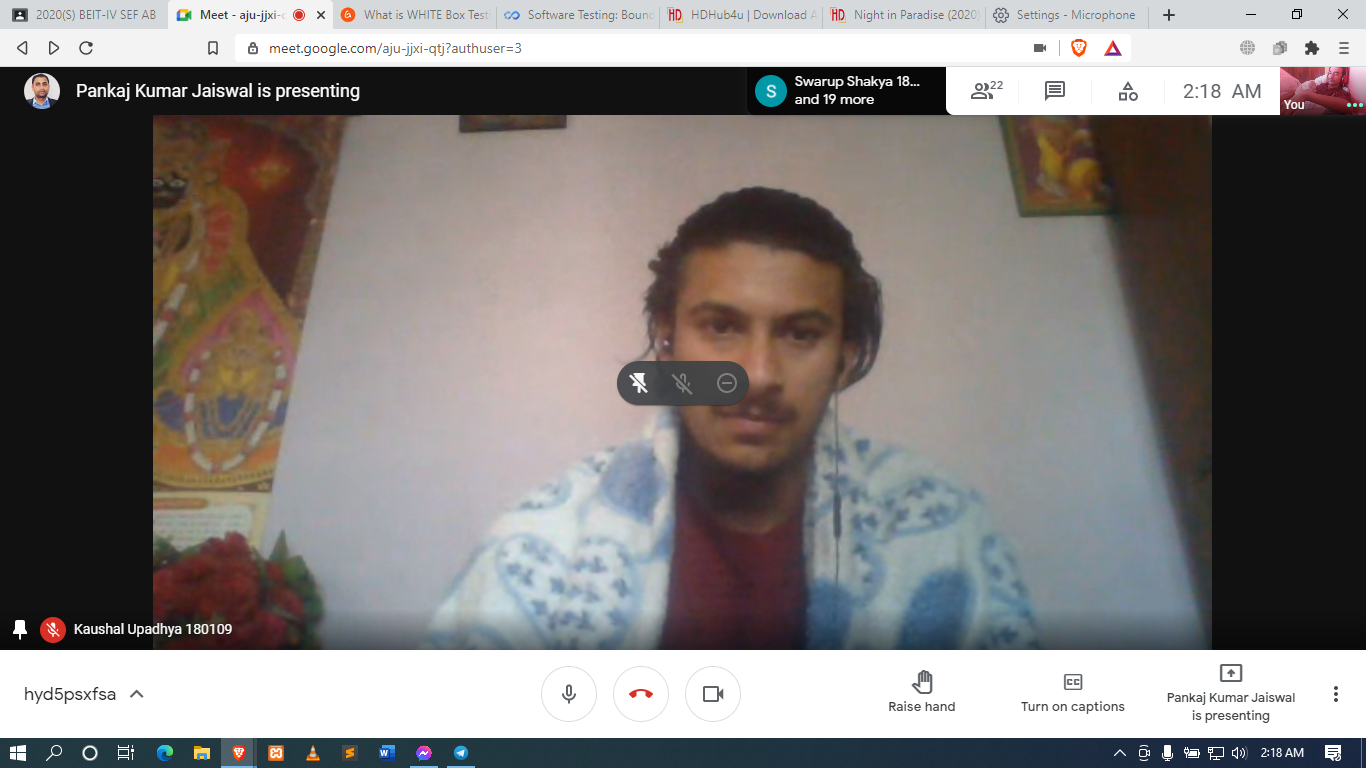 2020(S) BEIT-IV SEF AB
Meet - aju-jjxi-
What is WHITE Box Test
Software Testing: Bound
HDHub4u | Download A
Night in Paradise (2020)
Settings - Microphone
meet.google.com/aju-jjxi-qtj?authuser=3
Pankaj Kumar Jaiswal is presenting
S
Swarup Shakya 18...
and 19 more
22
2:18 AM
You
Kaushal Upadhya 180109
hyd5psxfsa
Raise hand
CC
Turn on captions
Pankaj Kumar Jaiswal
is presenting
2:18 AM